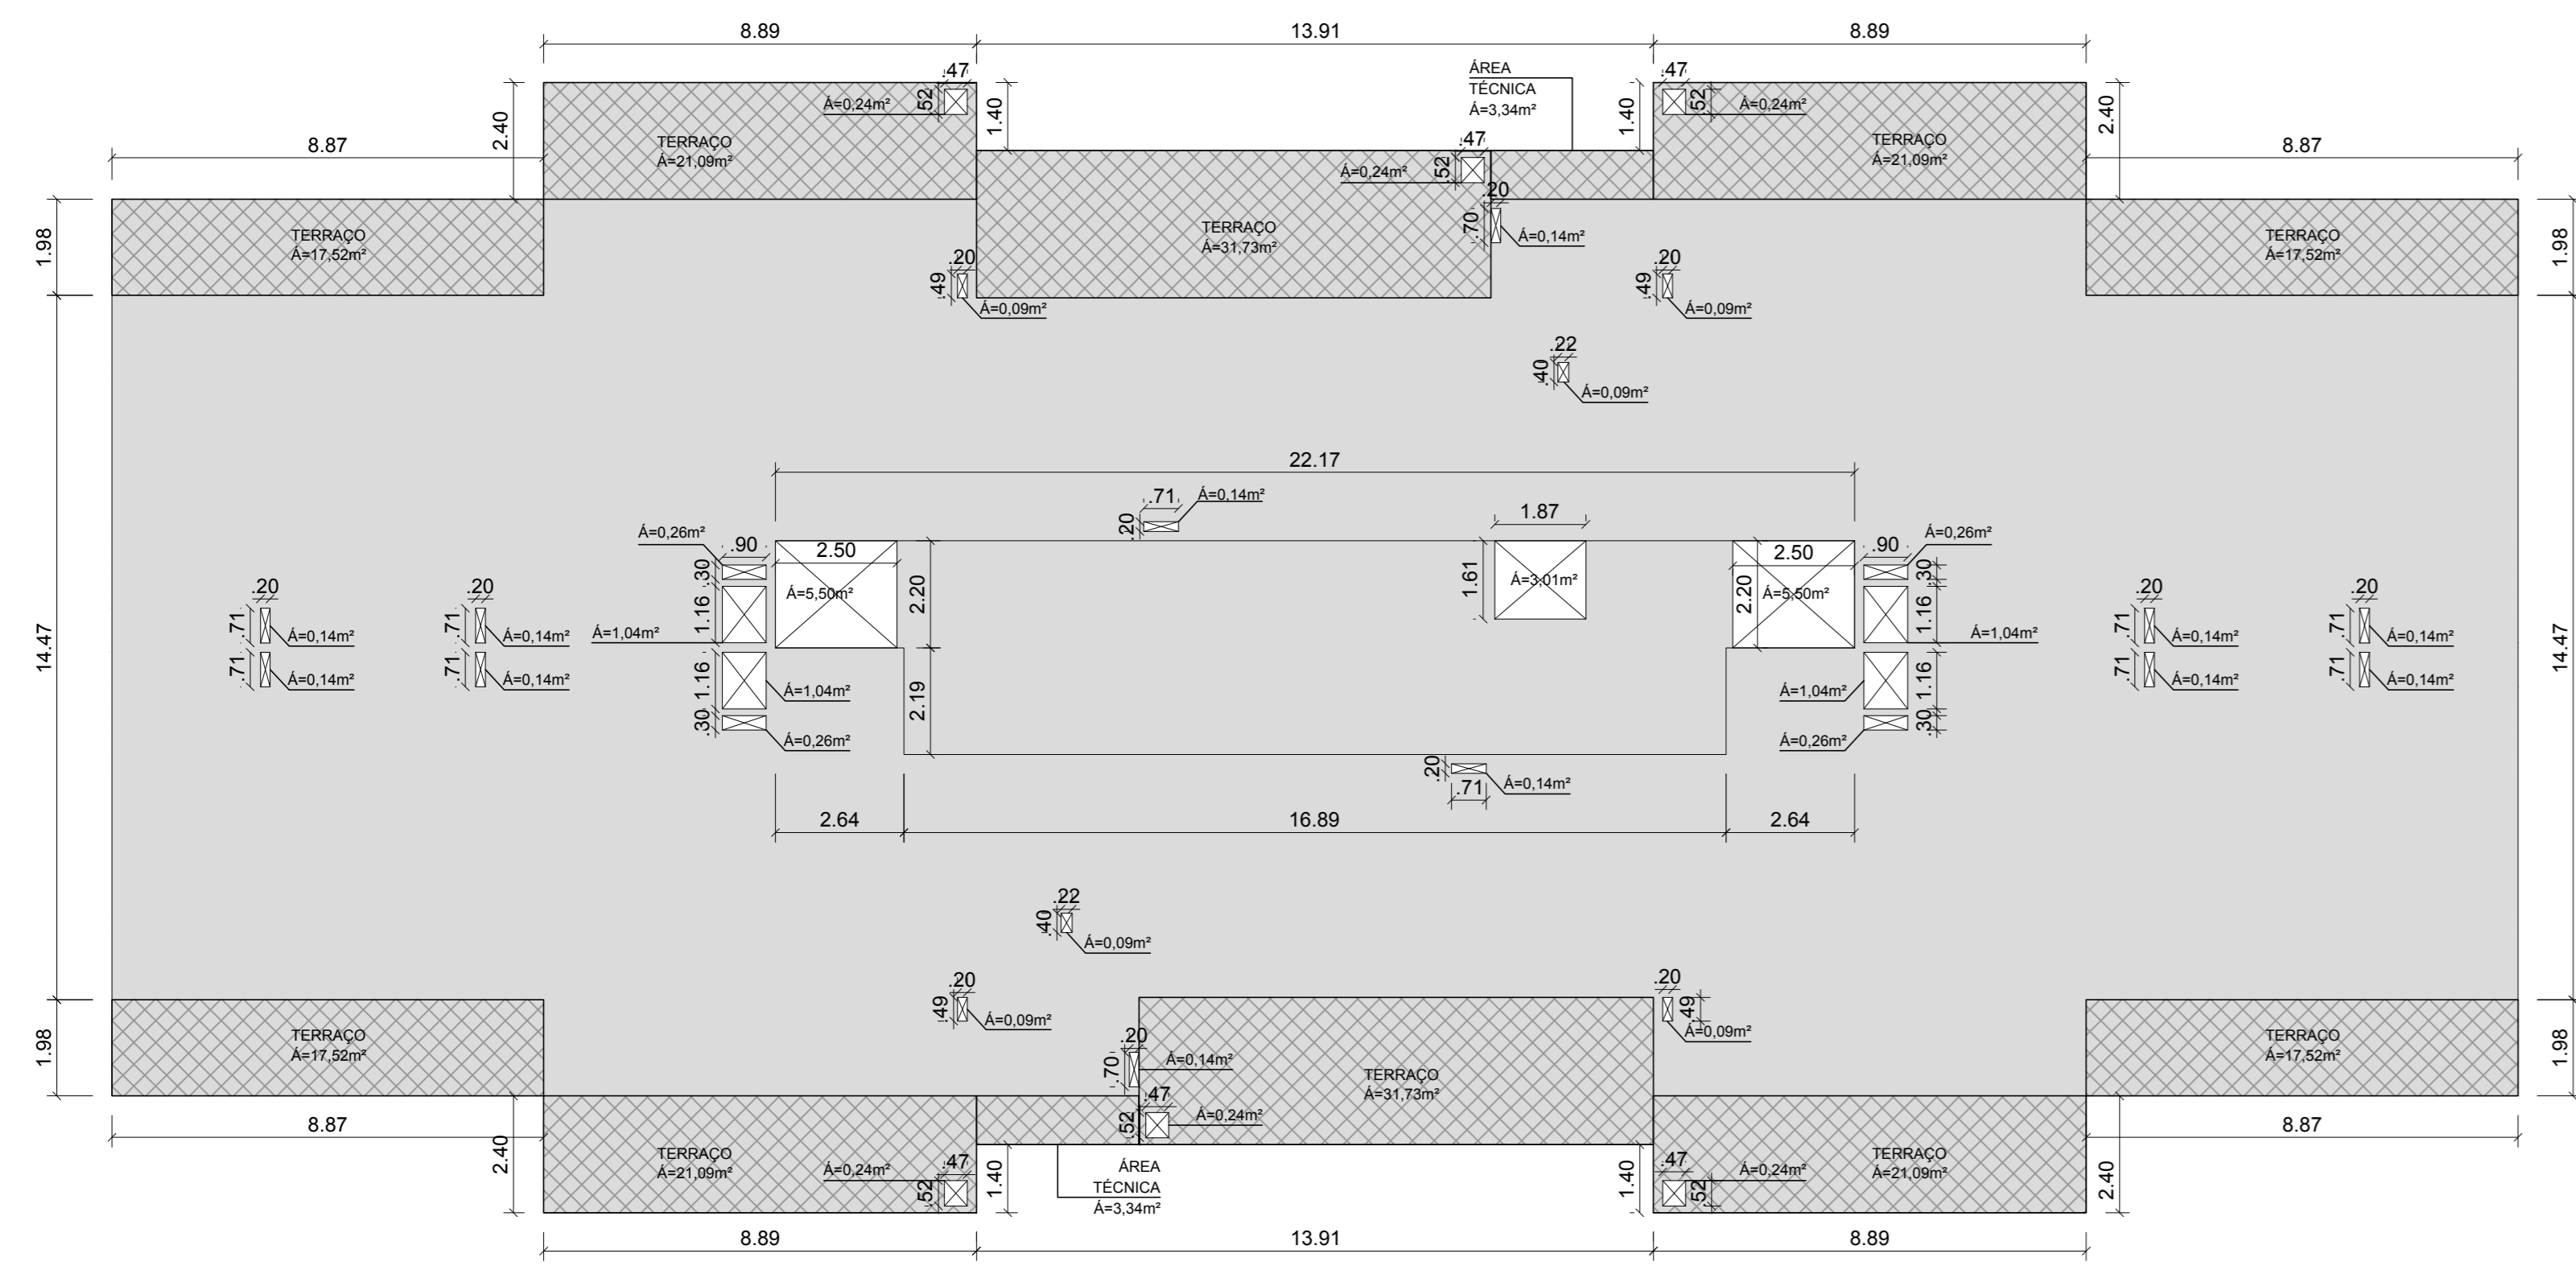 8.89
13.91
8.89
.47
.52
Á=0,24m²
2.40
1.40
TERRAÇO
Á=21,09m²
ÁREA
TÉCNICA
Á=3,34m²
1.40
.47
.52
Á=0,24m²
2.40
TERRAÇO
Á=21,09m²
8.87
8.87
.47
.52
Á=0,24m²
.20
.70
Á=0,14m²
1.98
TERRAÇO
Á=17,52m²
TERRAÇO
Á=31,73m²
TERRAÇO
Á=17,52m²
1.98
.20
.49
Á=0,09m²
.20
.49
Á=0,09m²
.22
.40
Á=0,09m²
22.17
.71
Á=0,14m²
.20
1.87
Á=0,26m²
.90
.30
2.50
2.20
1.61
Á=3,01m²
2.50
2.20
.90
Á=0,26m²
.30
Á=5,50m²
Á=5,50m²
1.16
Á=1,04m²
1.16
Á=1,04m²
.20
.71
Á=0,14m²
.20
.71
Á=0,14m²
.20
.71
Á=0,14m²
.20
.71
Á=0,14m²
14.47
14.47
.71
Á=0,14m²
.71
Á=0,14m²
1.16
Á=1,04m²
2.19
Á=1,04m²
1.16
.71
Á=0,14m²
.71
Á=0,14m²
.30
Á=0,26m²
Á=0,26m²
.30
.20
.71
Á=0,14m²
2.64
16.89
2.64
.22
.40
Á=0,09m²
.20
.49
Á=0,09m²
.20
.49
Á=0,09m²
1.98
TERRAÇO
Á=17,52m²
.20
.70
Á=0,14m²
TERRAÇO
Á=31,73m²
TERRAÇO
Á=17,52m²
1.98
.47
.52
Á=0,24m²
8.87
8.87
2.40
TERRAÇO
Á=21,09m²
Á=0,24m²
.47
.52
1.40
ÁREA
TÉCNICA
Á=3,34m²
1.40
.47
.52
Á=0,24m²
TERRAÇO
Á=21,09m²
2.40
8.89
13.91
8.89